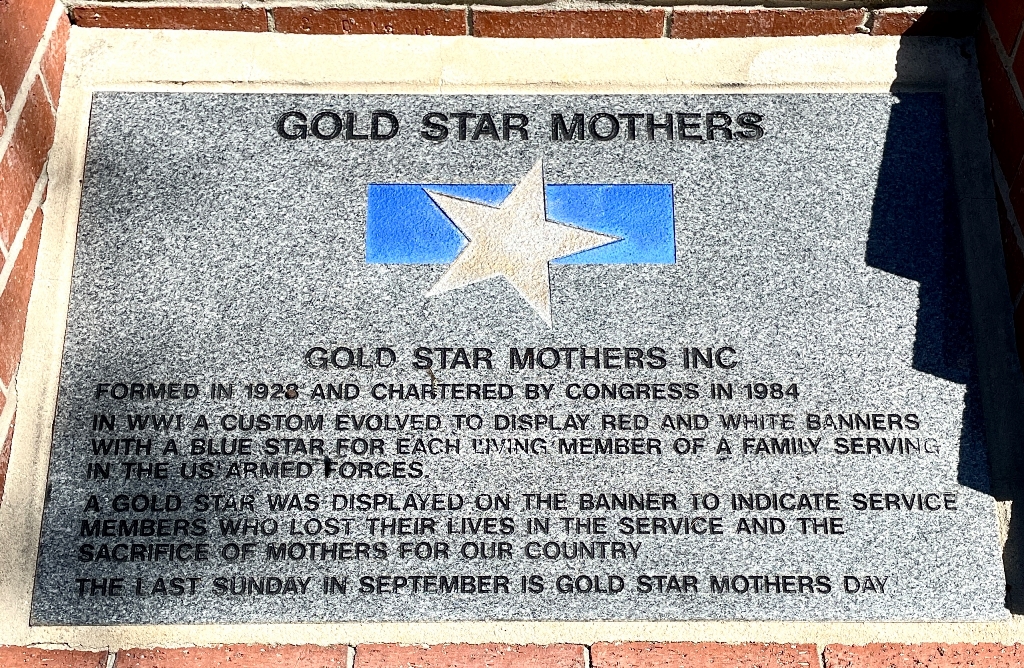 GOLD STAR MOTHERS
GOLD STAR MOTHERS INC
FORMED IN 1928 AND CHARTERED BY CONGRESS IN 1984
IN WWI A CUSTOM EVOLVED TO DISPLAY RED AND WHITE BANNERS
WITH A BLUE STAR FOR EACH LIVING MEMBER OF A FAMILY SERVING
IN THE US ARMED FORCES.
A GOLD STAR WAS DISPLAYED ON THE BANNER TO INDICATE SERVICE
MEMBERS WHO LOST THEIR LIVES IN THE SERVICE AND THE
SACRIFICE OF MOTHERS FOR OUR COUNTRY
THE LAST SUNDAY IN SEPTEMBER IS GOLD STAR MOTHERS DAY